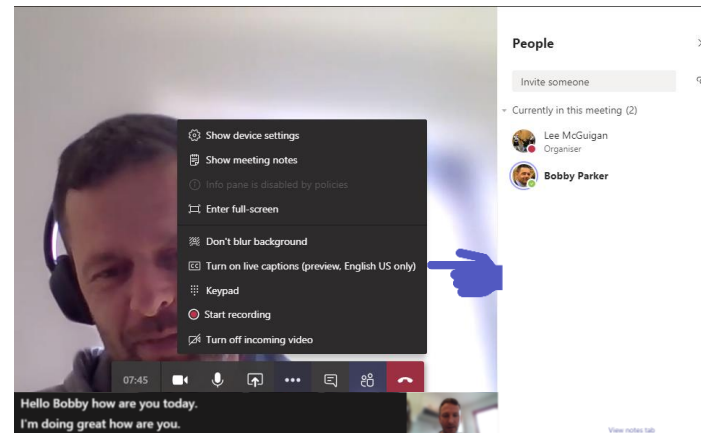 People
Invite someone
Currently in this meeting (2)
Lee McGuigan
Organiser
Bobby Parker
Show device settings
Show meeting notes
Info pane is disabled by policies
Enter full-screen
Don't blur background
CC Turn on live captions (preview, English US only)
Keypad
Start recording
Turn off incoming video
07:45
Hello Bobby how are you today.
I'm doing great how are you.
View notes tab